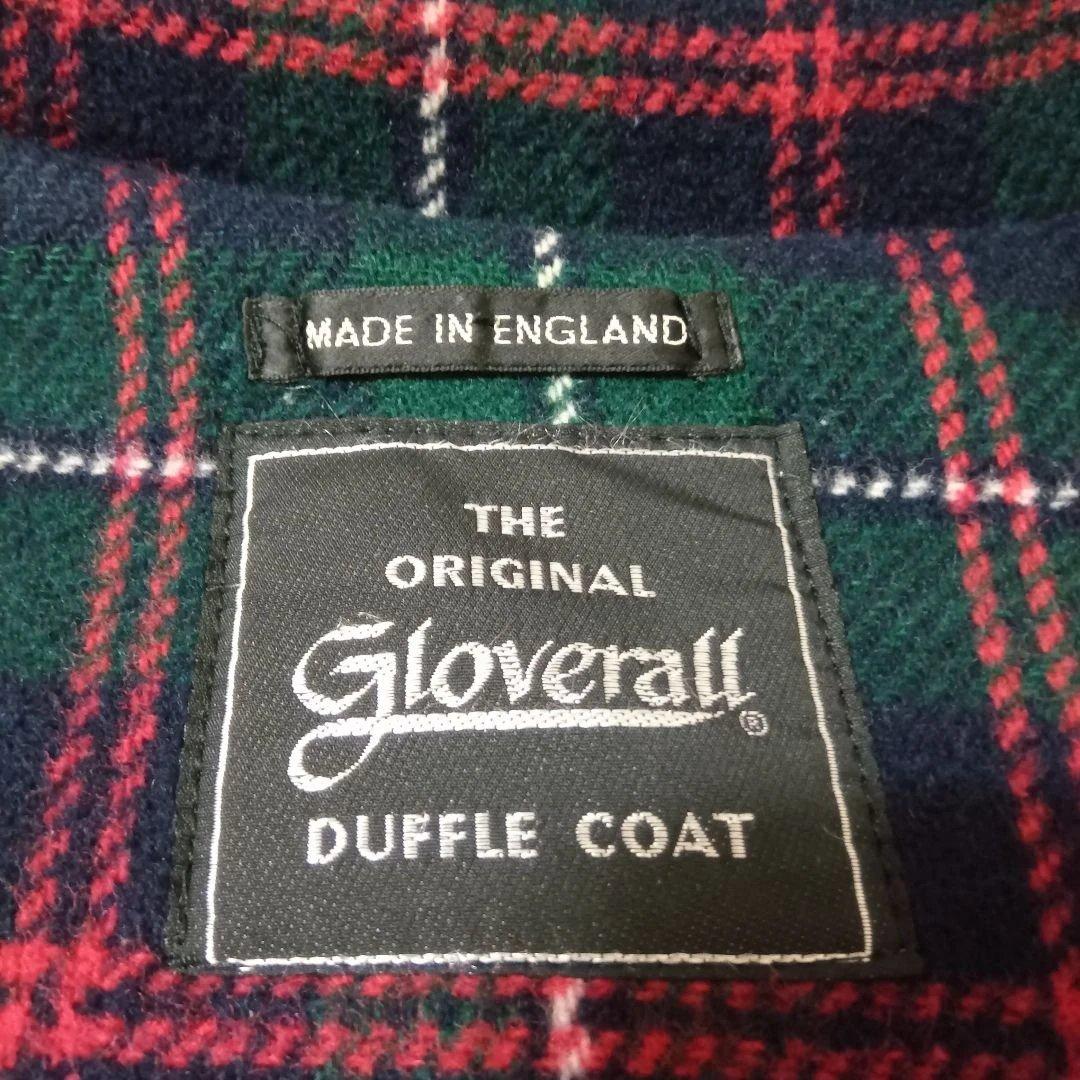 MADE IN ENGLAND
THE
ORIGINAL
Gloverall®
DUFFLE COAT